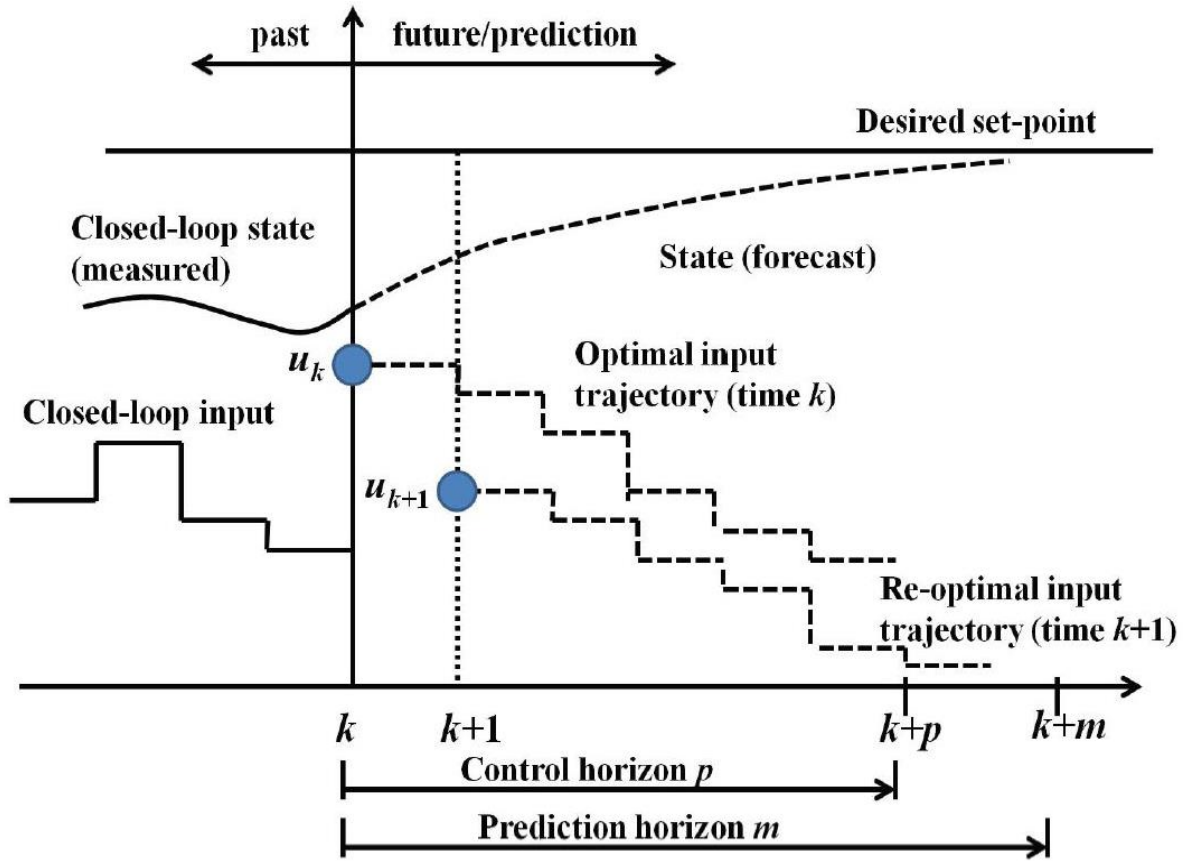 past
future/prediction
Desired set-point
Closed-loop state
(measured)
State (forecast)
u_k
Optimal input
trajectory (time k)
Closed-loop input
u_{k+1}
Re-optimal input
trajectory (time k+1)
k
k+1
k+p
k+m
Control horizon p
Prediction horizon m